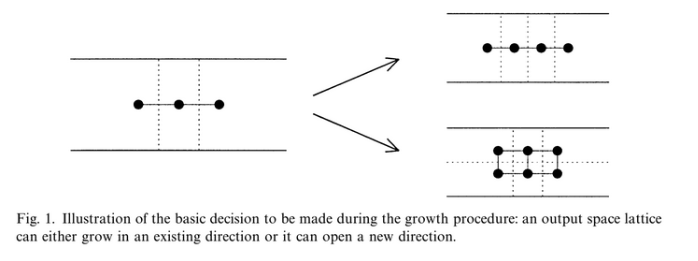 Fig. 1. Illustration of the basic decision to be made during the growth procedure: an output space lattice
can either grow in an existing direction or it can open a new direction.